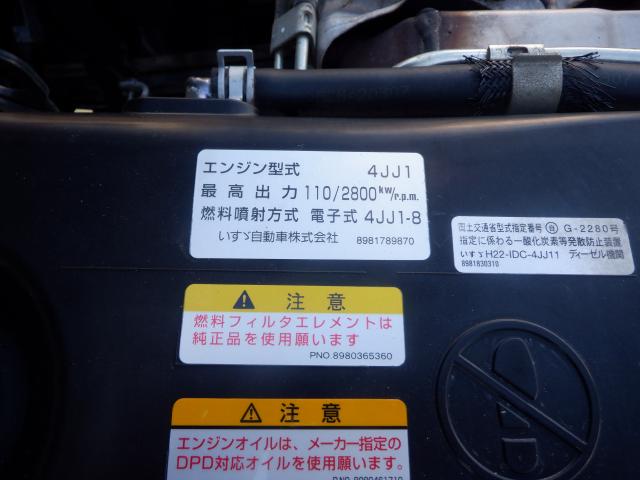 エンジン型式 4JJ1
最高出力 110/2800kW/r.p.m.
燃料噴射方式 電子式 4JJ1-8
いすゞ自動車株式会社 8981789870
国土交通省型式指定番号 自 G-2280号
指定に係わる一酸化炭素等発散防止装置
いすゞH22-IDC-4JJ11 ディーゼル機関
8981830310
注意
燃料フィルタエレメントは
純正品を使用願います
PNO.8980365360
注意
エンジンオイルは、メーカー指定の
DPD対応オイルを使用願います。